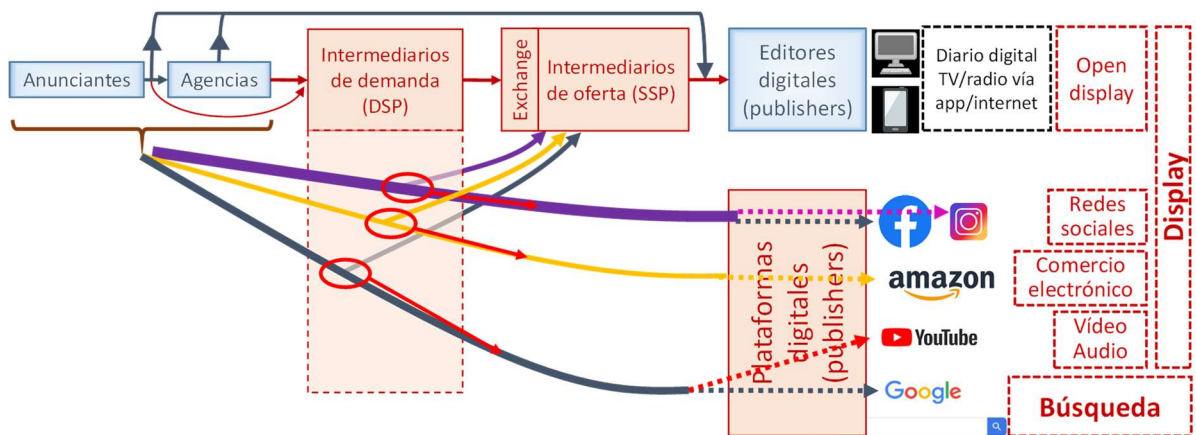 Anunciantes
Agencias
Intermediarios
de demanda
(DSP)
Exchange
Intermediarios
de oferta (SSP)
Editores
digitales
(publishers)
Diario digital
TV/radio vía
app/internet
Open
display
Display
Plataformas
digitales
(publishers)
Redes
sociales
amazon
Comercio
electrónico
YouTube
Vídeo
Audio
Google
Búsqueda